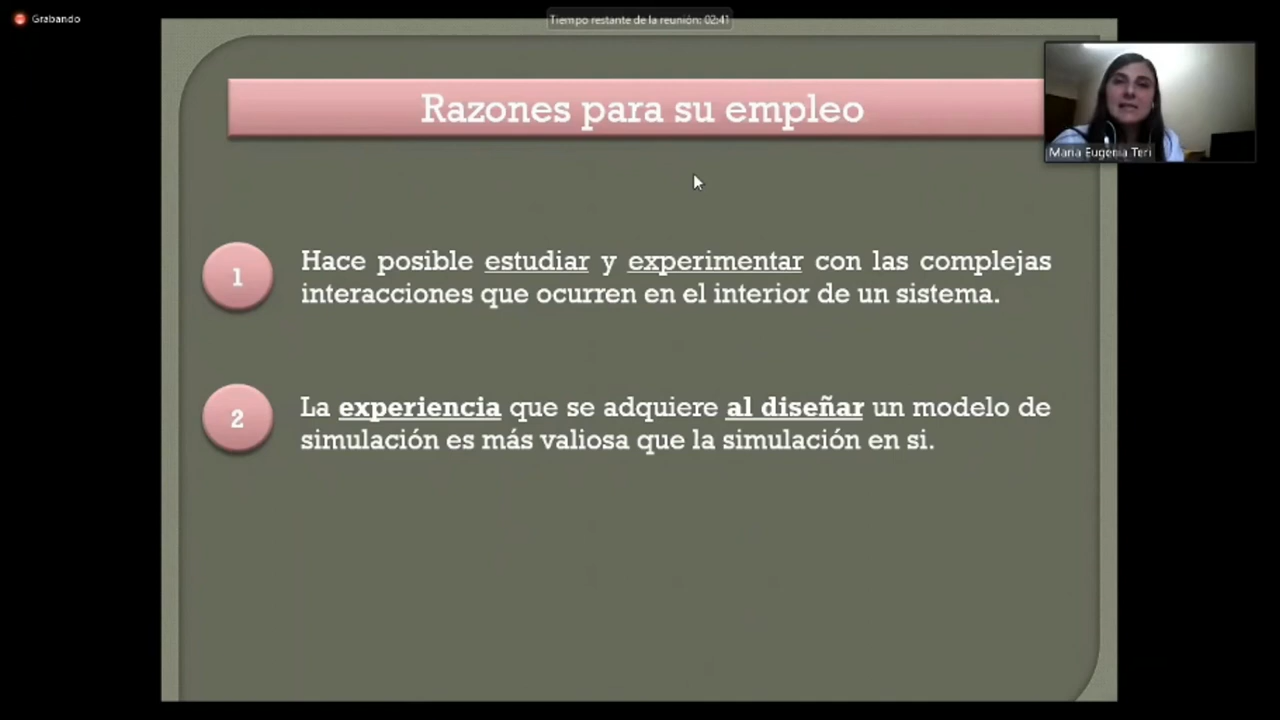 Grabando
Tiempo restante de la reunión: 02:41
Razones para su empleo
Maria Eugenia Teri
1
Hace posible estudiar y experimentar con las complejas
interacciones que ocurren en el interior de un sistema.
2
La experiencia que se adquiere al diseñar un modelo de
simulación es más valiosa que la simulación en si.